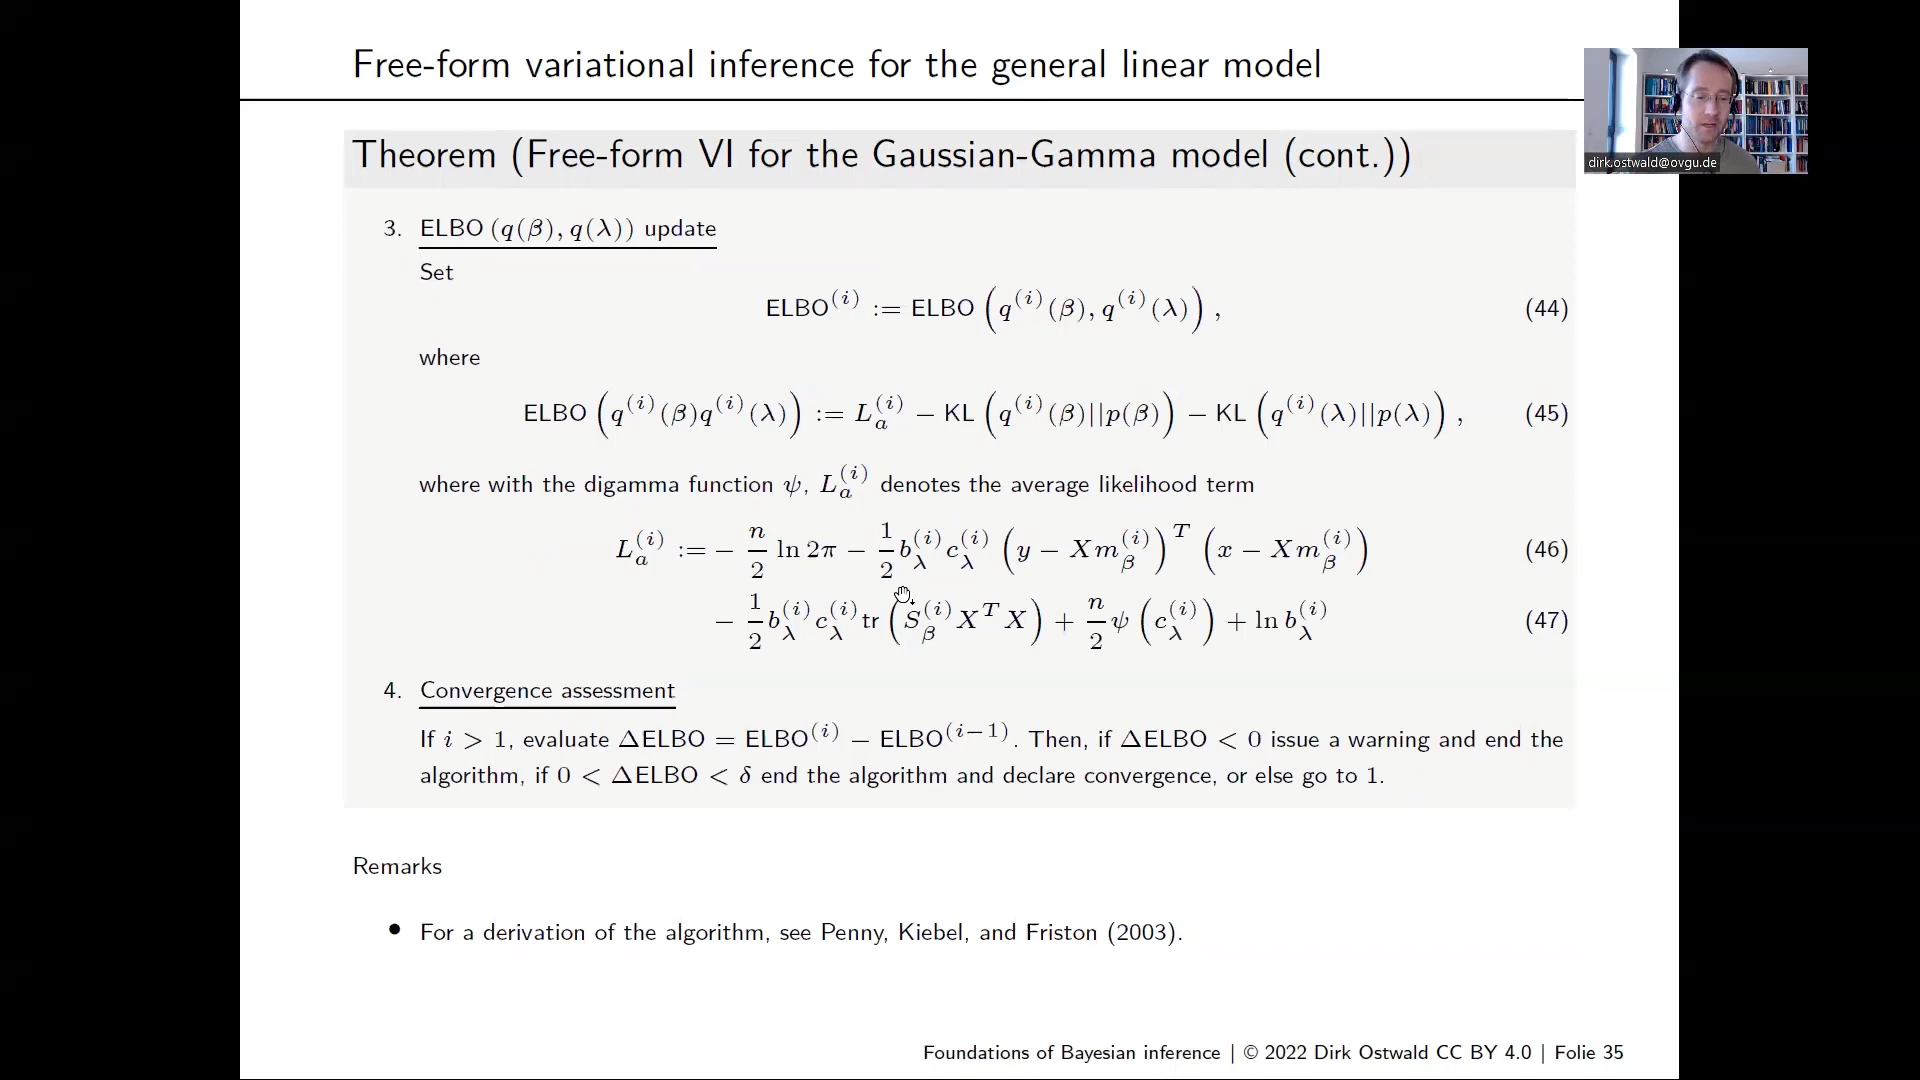 Free-form variational inference for the general linear model
dirk.ostwald@ovgu.de
Theorem (Free-form VI for the Gaussian-Gamma model (cont.))
3. ELBO (q(β), q(λ)) update
Set
ELBO^{(i)} := ELBO (q^{(i)}(β), q^{(i)}(λ)) , (44)
where
ELBO (q^{(i)}(β)q^{(i)}(λ)) := L_a^{(i)} − KL (q^{(i)}(β)||p(β)) − KL (q^{(i)}(λ)||p(λ)) , (45)
where with the digamma function ψ, L_a^{(i)} denotes the average likelihood term
L_a^{(i)} := − \frac{n}{2} ln 2π − \frac{1}{2} b_λ^{(i)} c_λ^{(i)} (y − Xm_β^{(i)})^T (x − Xm_β^{(i)}) (46)
− \frac{1}{2} b_λ^{(i)} c_λ^{(i)} tr (S_β^{(i)} X^T X) + \frac{n}{2} ψ (c_λ^{(i)}) + ln b_λ^{(i)} (47)
4. Convergence assessment
If i > 1, evaluate ΔELBO = ELBO^{(i)} − ELBO^{(i−1)}. Then, if ΔELBO < 0 issue a warning and end the
algorithm, if 0 < ΔELBO < δ end the algorithm and declare convergence, or else go to 1.
Remarks
• For a derivation of the algorithm, see Penny, Kiebel, and Friston (2003).
Foundations of Bayesian inference | © 2022 Dirk Ostwald CC BY 4.0 | Folie 35